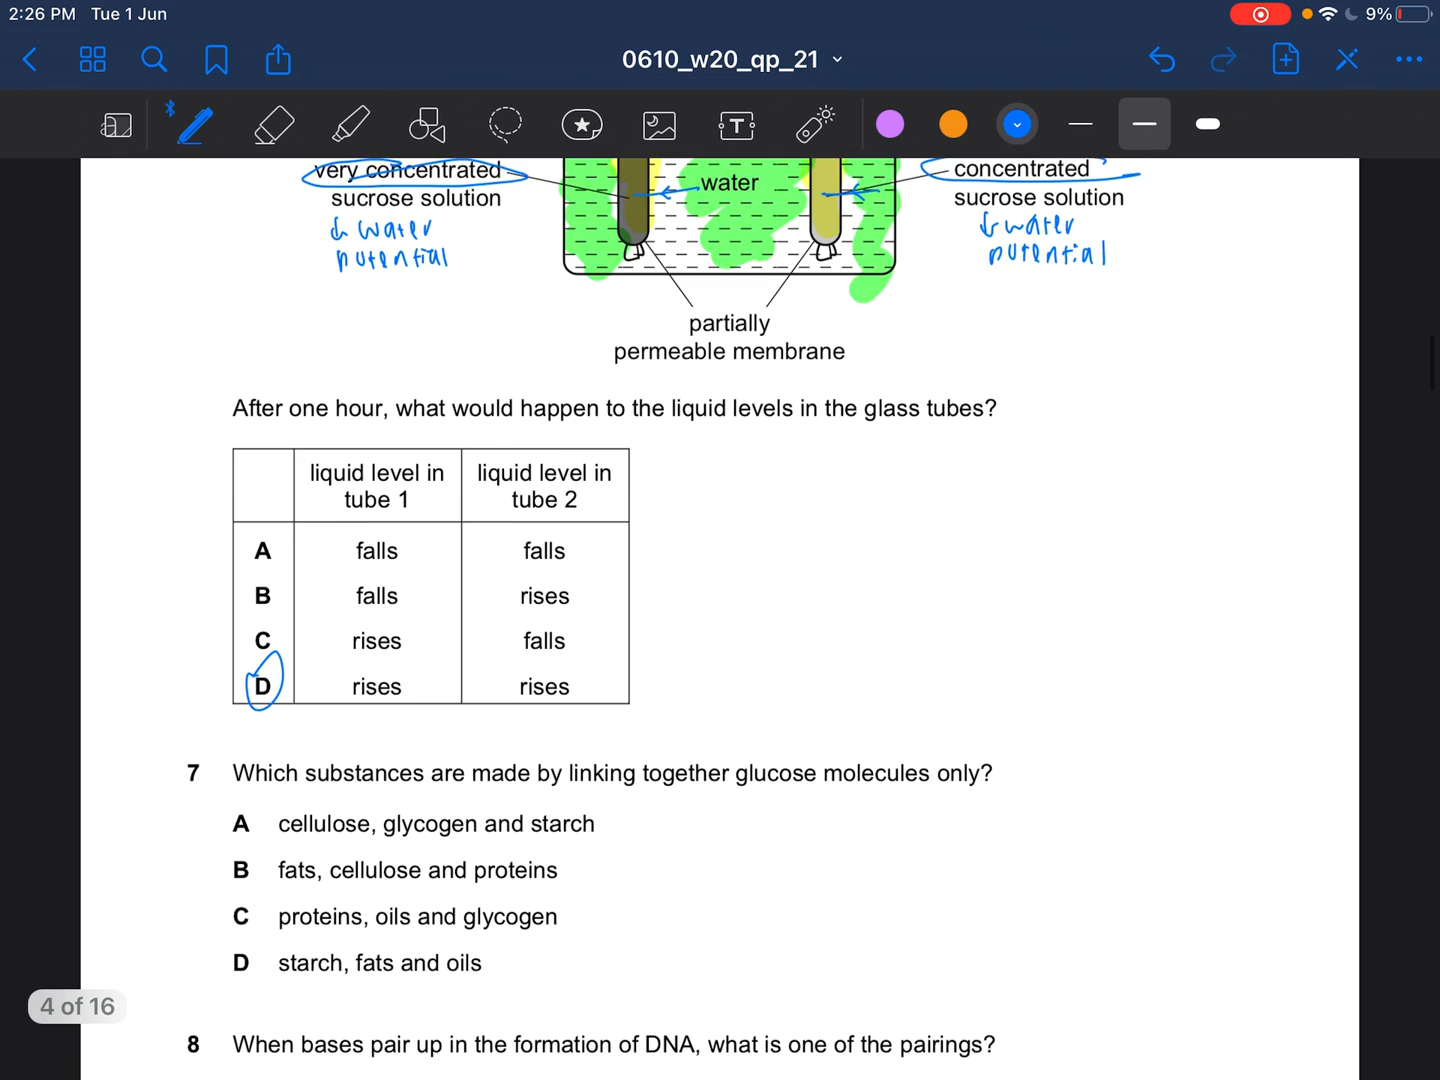 2:26 PM Tue 1 Jun
9%
0610_w20_qp_21
very concentrated
sucrose solution
↓ water
potential
water
concentrated
sucrose solution
↓ water
potential
partially
permeable membrane
After one hour, what would happen to the liquid levels in the glass tubes?
liquid level in
tube 1
liquid level in
tube 2
A falls falls
B falls rises
C rises falls
D rises rises
7 Which substances are made by linking together glucose molecules only?
A cellulose, glycogen and starch
B fats, cellulose and proteins
C proteins, oils and glycogen
D starch, fats and oils
4 of 16
8 When bases pair up in the formation of DNA, what is one of the pairings?